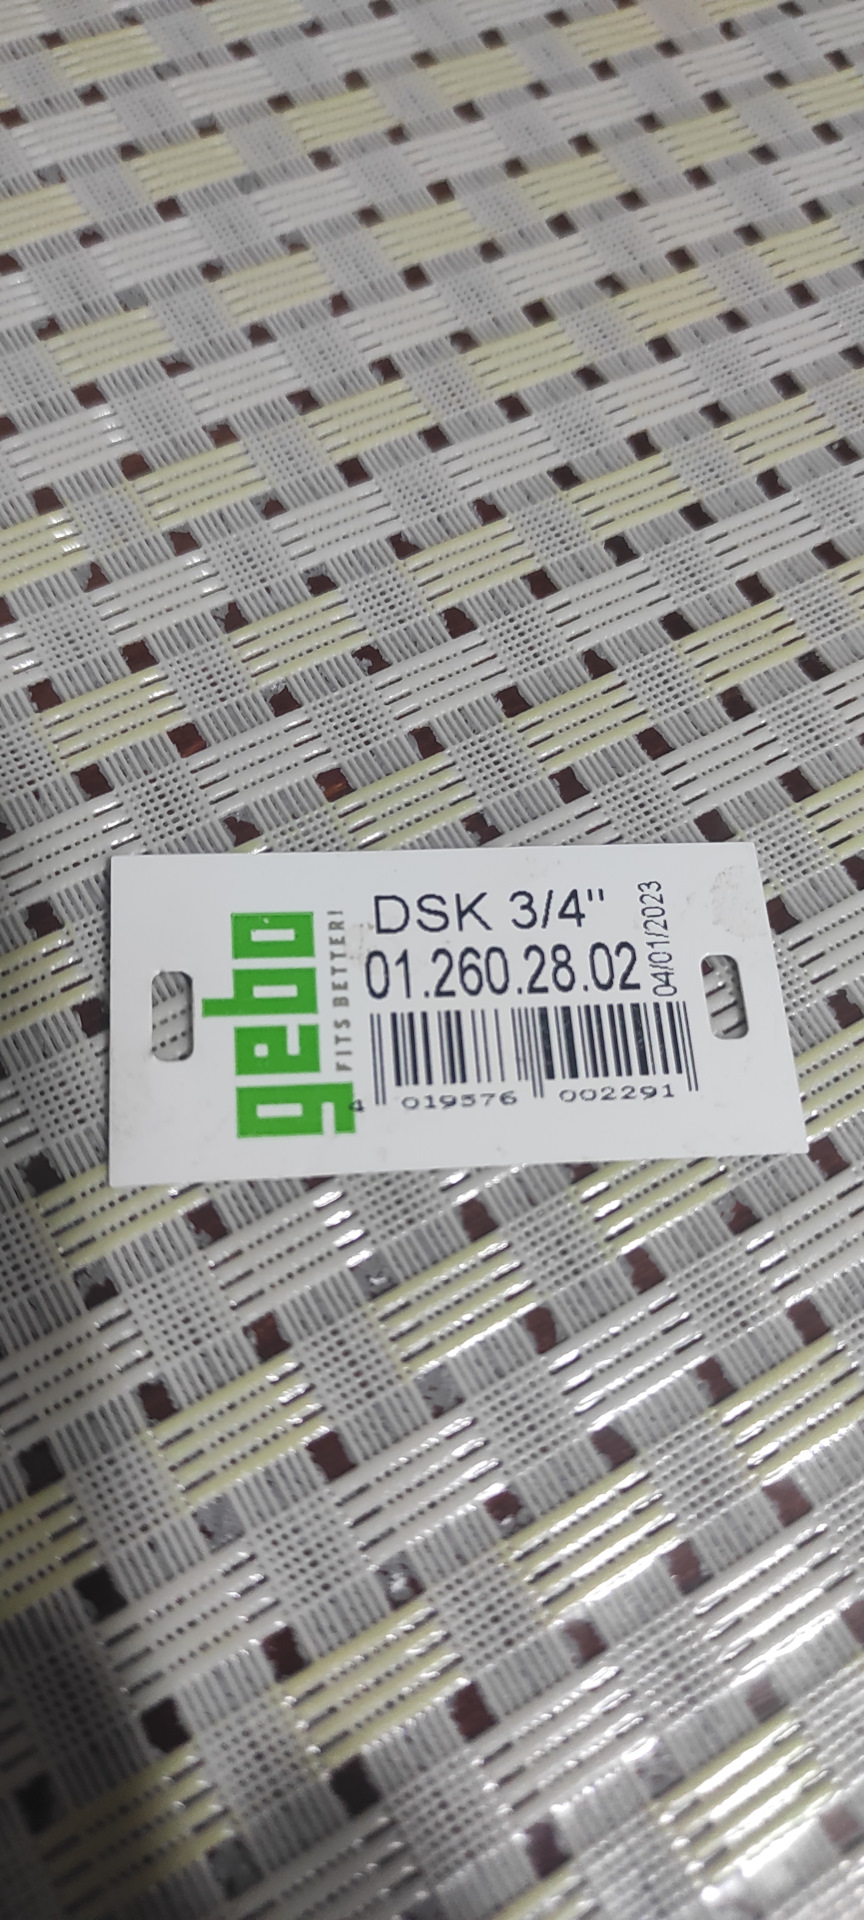 gebo
FITS BETTER!
DSK 3/4"
01.260.28.02
04/01/2023
4 019576 002291